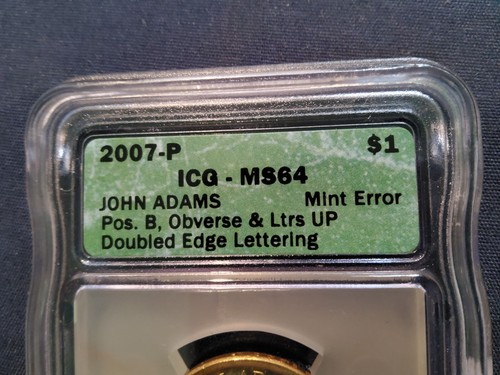 2007-P $1
ICG - MS64
JOHN ADAMS Mint Error
Pos. B, Obverse & Ltrs UP
Doubled Edge Lettering